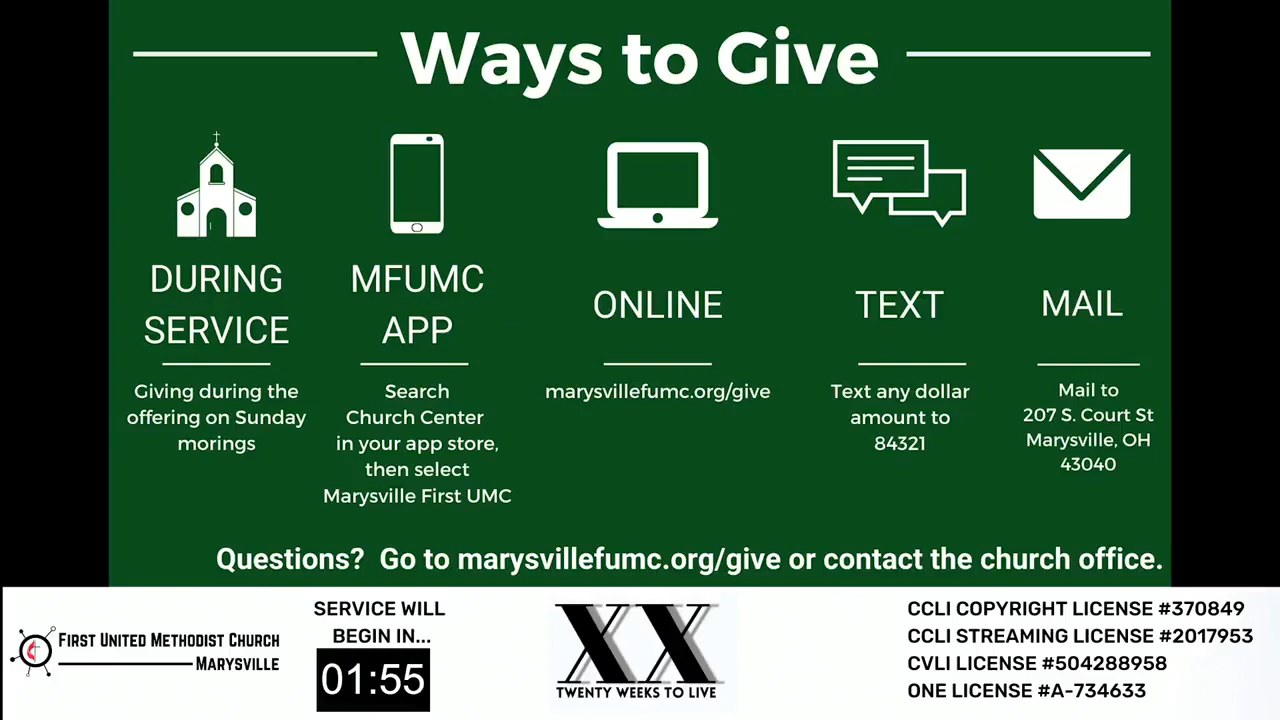 Ways to Give
DURING
SERVICE
Giving during the
offering on Sunday
morings
MFUMC
APP
Search
Church Center
in your app store,
then select
Marysville First UMC
ONLINE
marysvillefumc.org/give
TEXT
Text any dollar
amount to
84321
MAIL
Mail to
207 S. Court St
Marysville, OH
43040
Questions? Go to marysvillefumc.org/give or contact the church office.
First United Methodist Church
Marysville
SERVICE WILL
BEGIN IN...
01:55
XX
TWENTY WEEKS TO LIVE
CCLI COPYRIGHT LICENSE #370849
CCLI STREAMING LICENSE #2017953
CVLI LICENSE #504288958
ONE LICENSE #A-734633